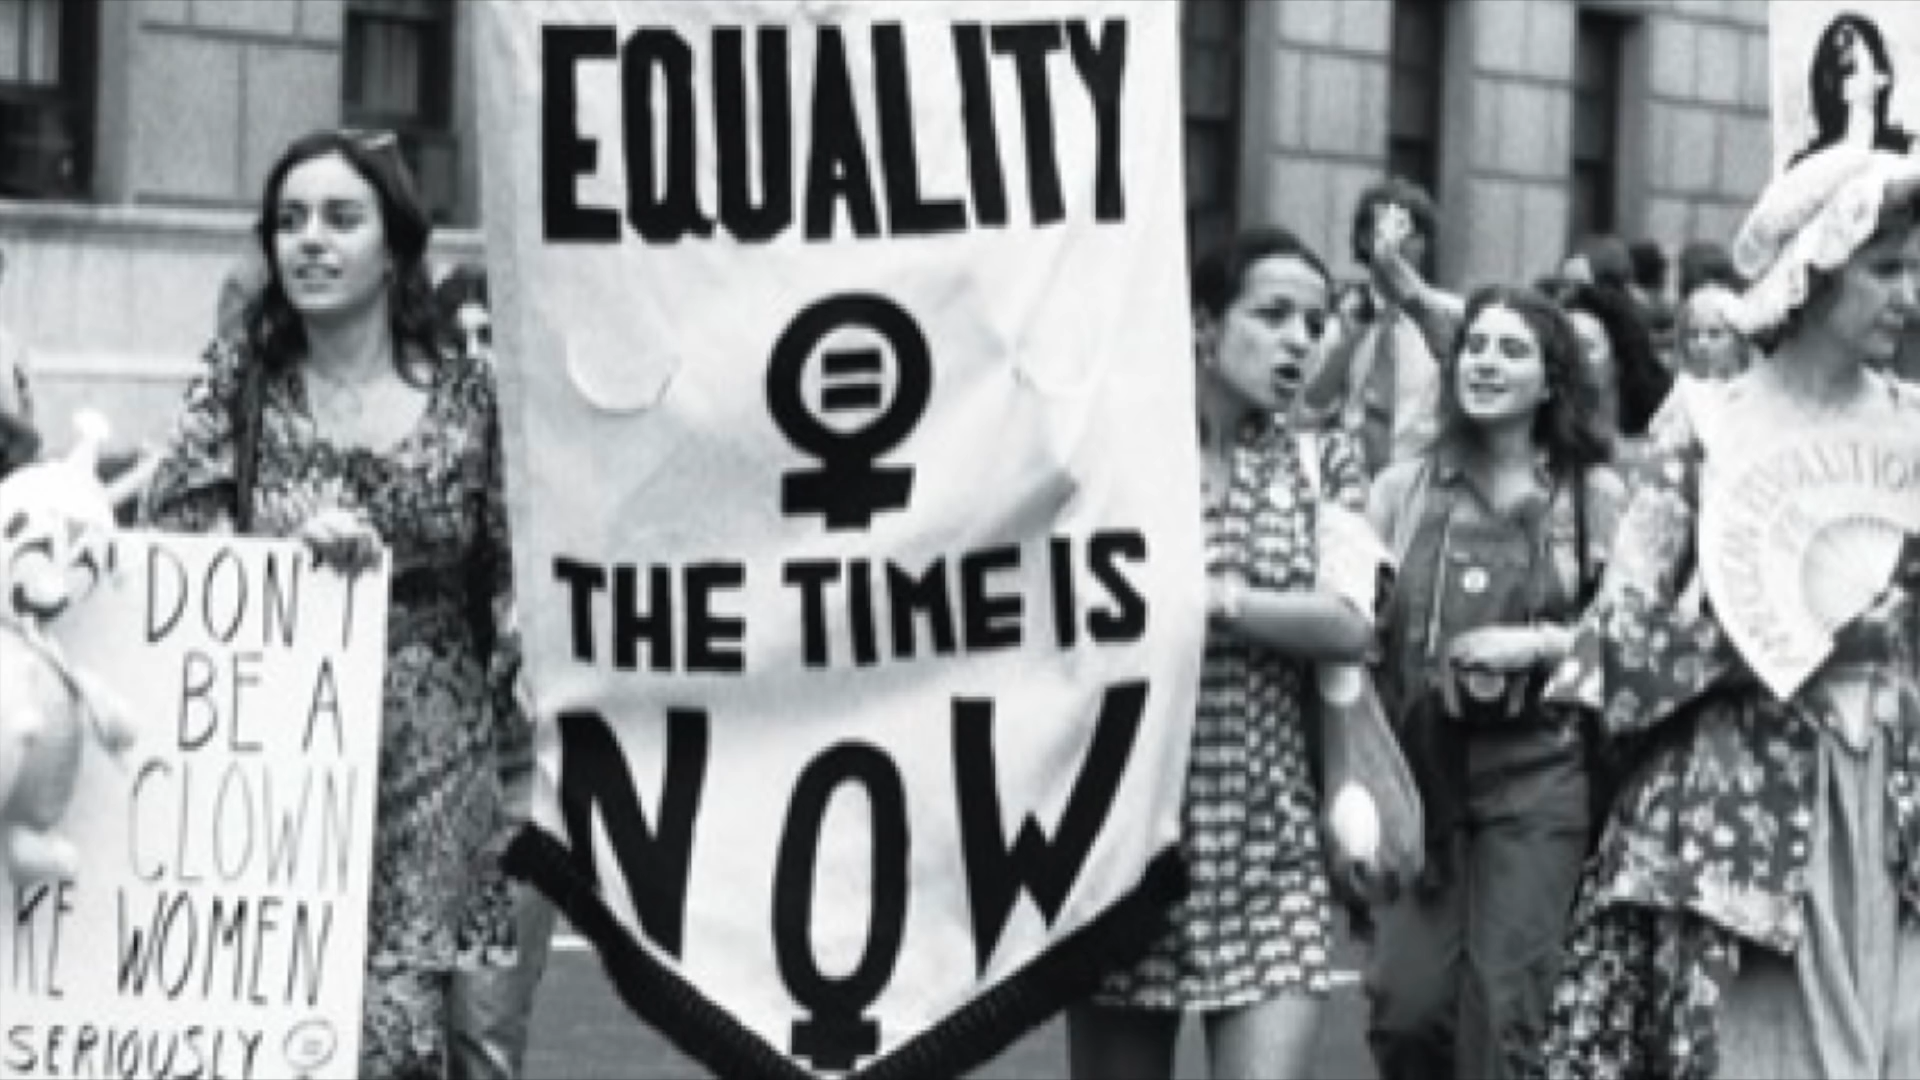 EQUALITY
=
THE TIME IS
NOW
DON'T
BE A
CLOWN
KE WOMEN
SERIOUSLY =